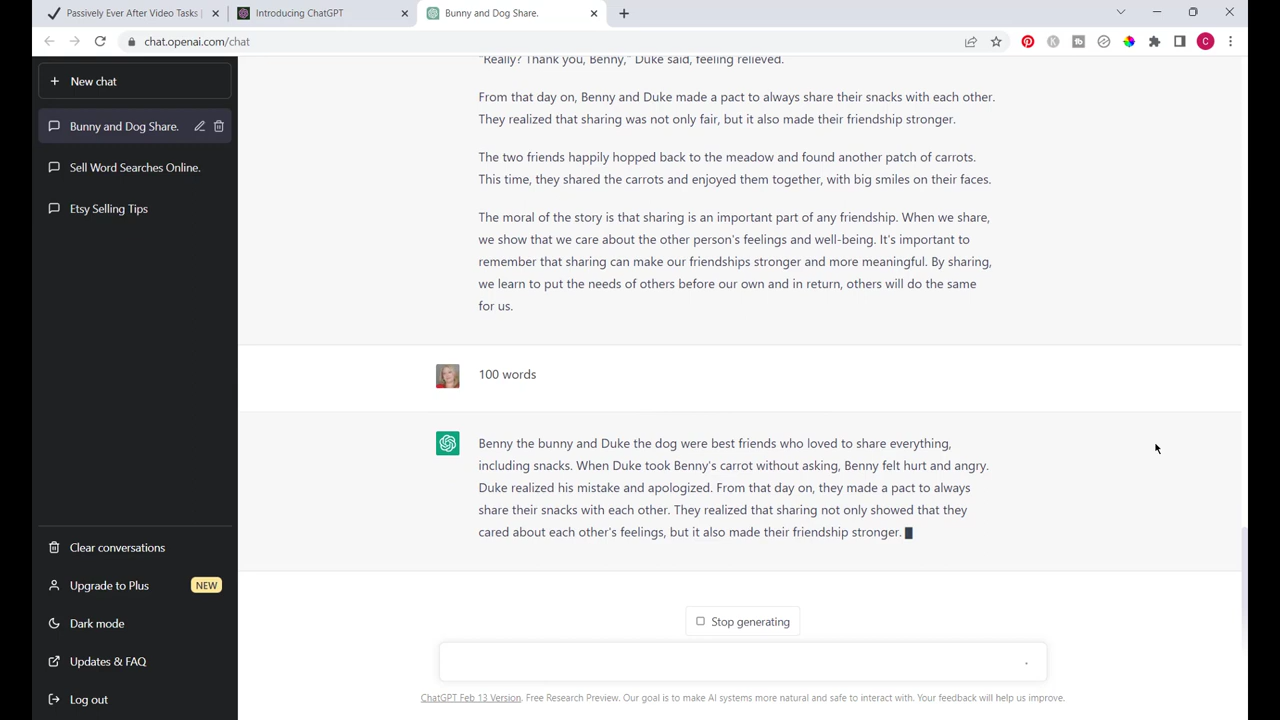 Passively Ever After Video Tasks |
Introducing ChatGPT
Bunny and Dog Share.
chat.openai.com/chat
New chat
Bunny and Dog Share.
Sell Word Searches Online.
Etsy Selling Tips
"Really? Thank you, Benny," Duke said, feeling relieved.
From that day on, Benny and Duke made a pact to always share their snacks with each other.
They realized that sharing was not only fair, but it also made their friendship stronger.
The two friends happily hopped back to the meadow and found another patch of carrots.
This time, they shared the carrots and enjoyed them together, with big smiles on their faces.
The moral of the story is that sharing is an important part of any friendship. When we share,
we show that we care about the other person's feelings and well-being. It's important to
remember that sharing can make our friendships stronger and more meaningful. By sharing,
we learn to put the needs of others before our own and in return, others will do the same
for us.
100 words
Benny the bunny and Duke the dog were best friends who loved to share everything,
including snacks. When Duke took Benny's carrot without asking, Benny felt hurt and angry.
Duke realized his mistake and apologized. From that day on, they made a pact to always
share their snacks with each other. They realized that sharing not only showed that they
cared about each other's feelings, but it also made their friendship stronger.
Clear conversations
Upgrade to Plus NEW
Dark mode
Updates & FAQ
Log out
Stop generating
ChatGPT Feb 13 Version. Free Research Preview. Our goal is to make AI systems more natural and safe to interact with. Your feedback will help us improve.